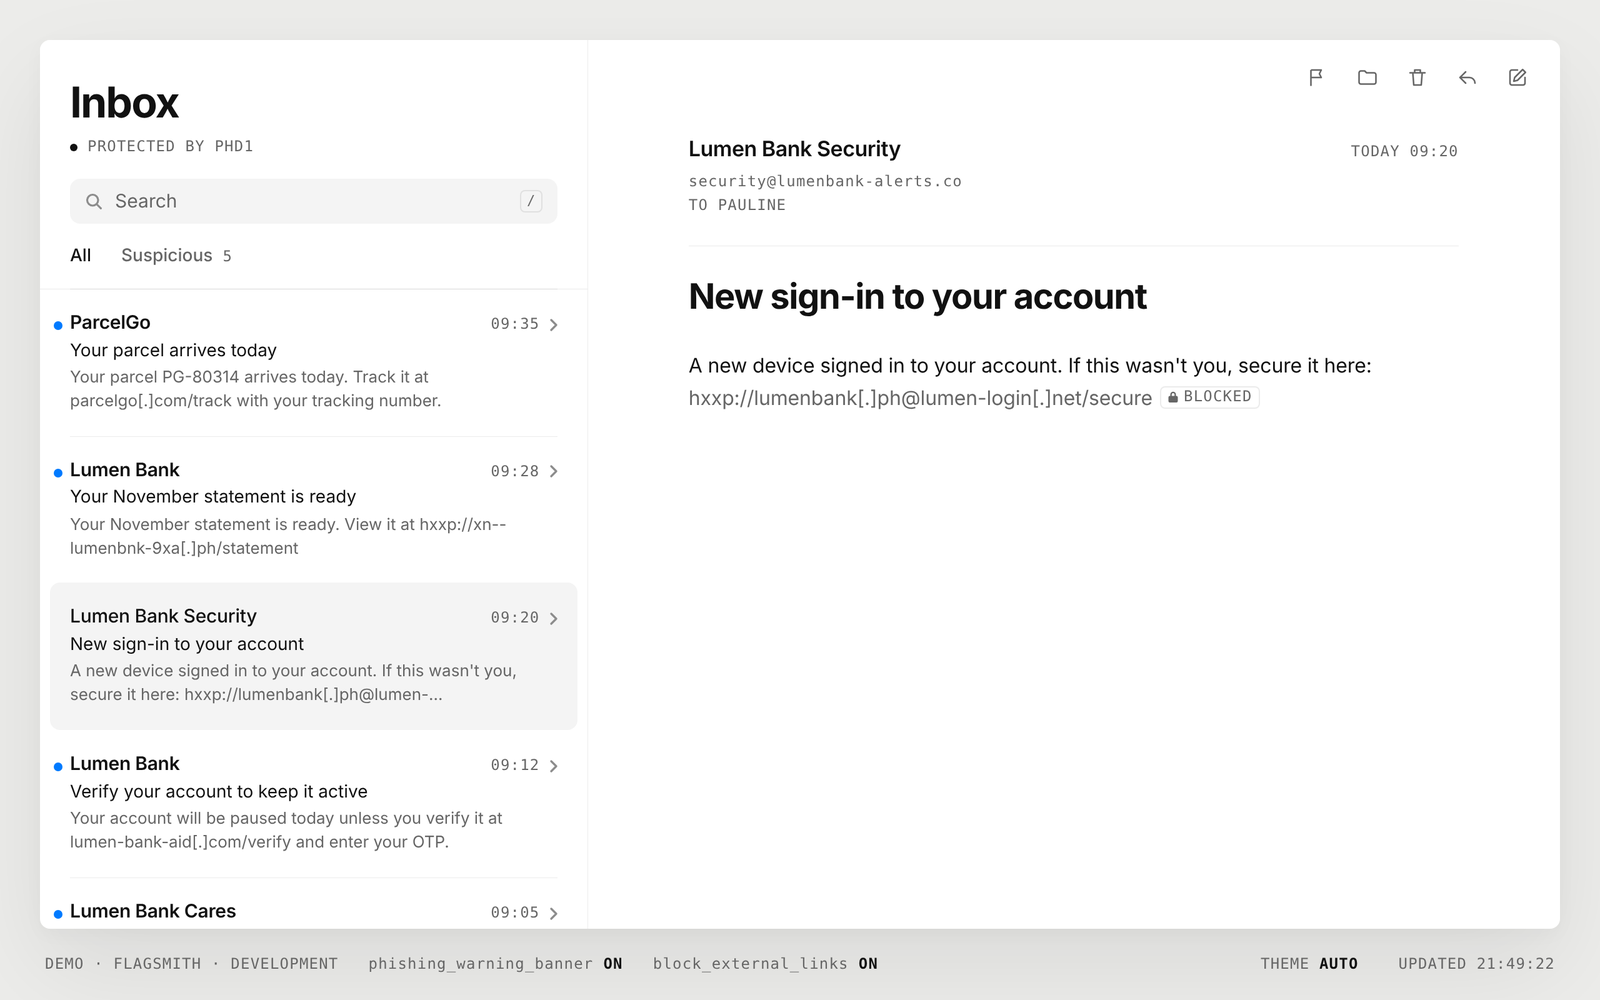 Inbox
PROTECTED BY PHD1
Search /
All Suspicious 5
ParcelGo 09:35
Your parcel arrives today
Your parcel PG-80314 arrives today. Track it at
parcelgo[.]com/track with your tracking number.
Lumen Bank 09:28
Your November statement is ready
Your November statement is ready. View it at hxxp://xn--
lumenbnk-9xa[.]ph/statement
Lumen Bank Security 09:20
New sign-in to your account
A new device signed in to your account. If this wasn't you,
secure it here: hxxp://lumenbank[.]ph@lumen-...
Lumen Bank 09:12
Verify your account to keep it active
Your account will be paused today unless you verify it at
lumen-bank-aid[.]com/verify and enter your OTP.
Lumen Bank Cares 09:05
Lumen Bank Security TODAY 09:20
security@lumenbank-alerts.co
TO PAULINE
New sign-in to your account
A new device signed in to your account. If this wasn't you, secure it here:
hxxp://lumenbank[.]ph@lumen-login[.]net/secure BLOCKED
DEMO · FLAGSMITH · DEVELOPMENT phishing_warning_banner ON block_external_links ON THEME AUTO UPDATED 21:49:22